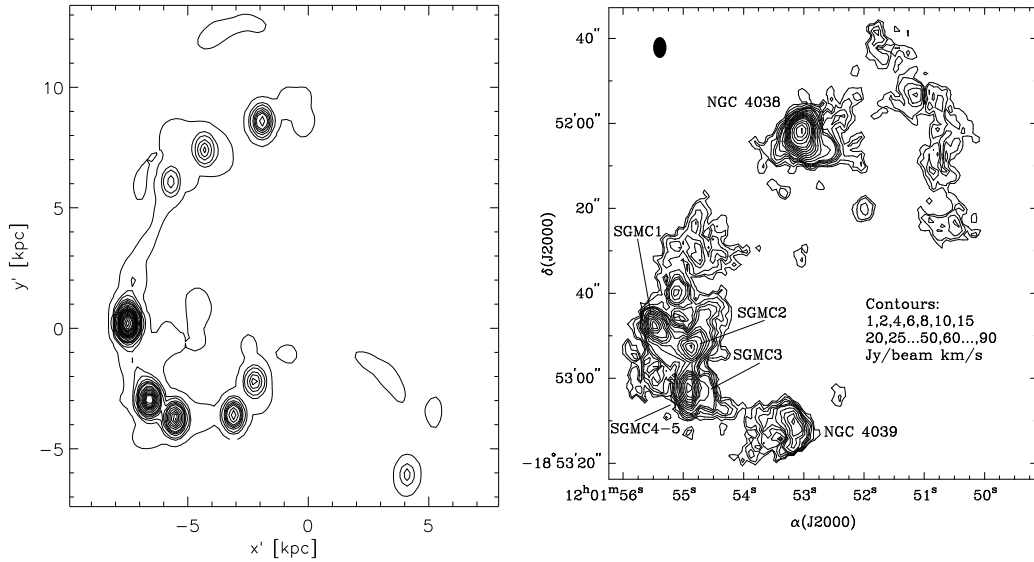 10
5
0
−5
y' [kpc]
−5
0
5
x' [kpc]
40"
52'00"
20"
40"
53'00"
−18°53'20"
δ(J2000)
NGC 4038
SGMC1
SGMC2
SGMC3
SGMC4−5
NGC 4039
Contours:
1,2,4,6,8,10,15
20,25...50,60...,90
Jy/beam km/s
12ʰ01ᵐ56ˢ
55ˢ
54ˢ
53ˢ
52ˢ
51ˢ
50ˢ
α(J2000)